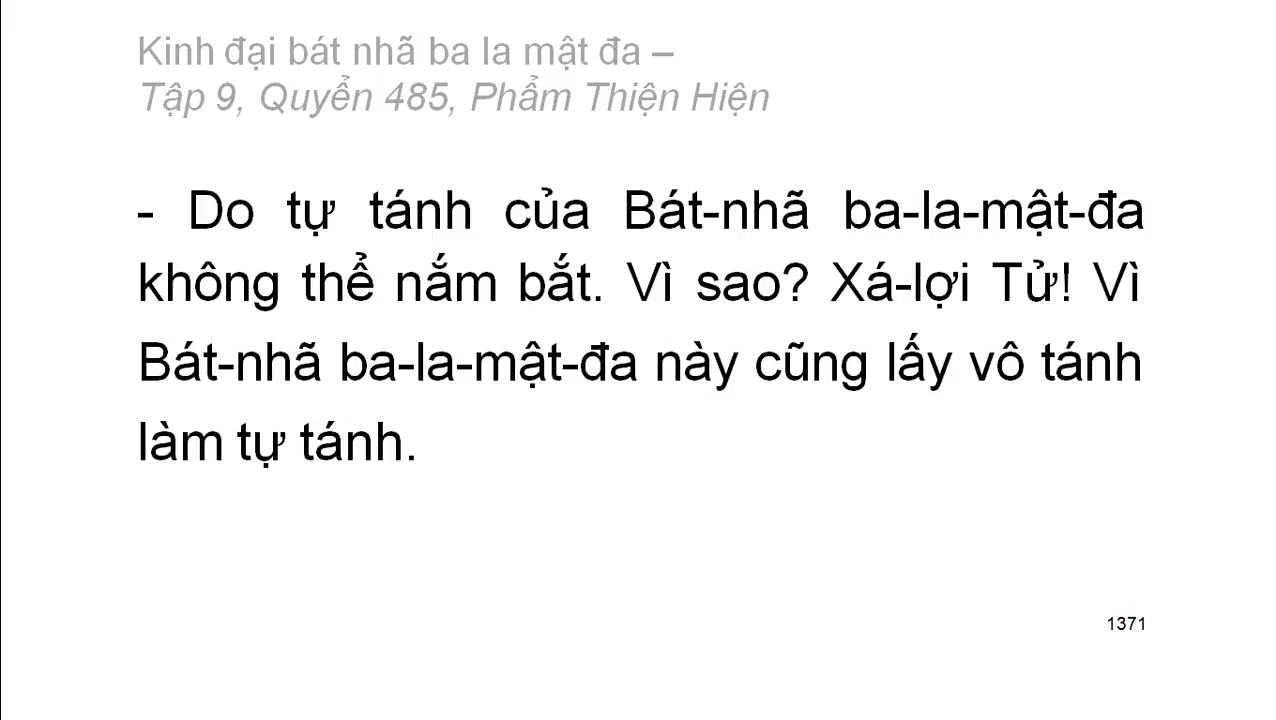 Kinh đại bát nhã ba la mật đa –
Tập 9, Quyển 485, Phẩm Thiện Hiện
- Do tự tánh của Bát-nhã ba-la-mật-đa
không thể nắm bắt. Vì sao? Xá-lợi Tử! Vì
Bát-nhã ba-la-mật-đa này cũng lấy vô tánh
làm tự tánh.
1371